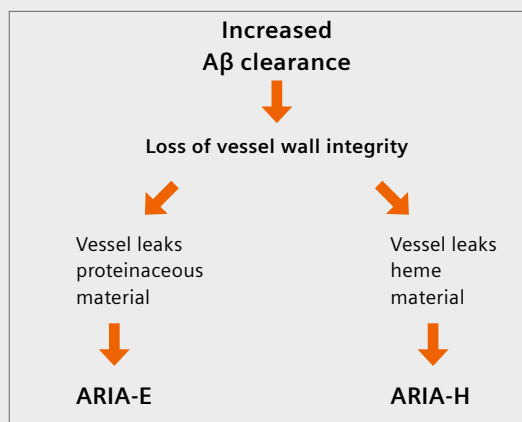 Increased
Aβ clearance
Loss of vessel wall integrity
Vessel leaks
proteinaceous
material
Vessel leaks
heme
material
ARIA-E
ARIA-H